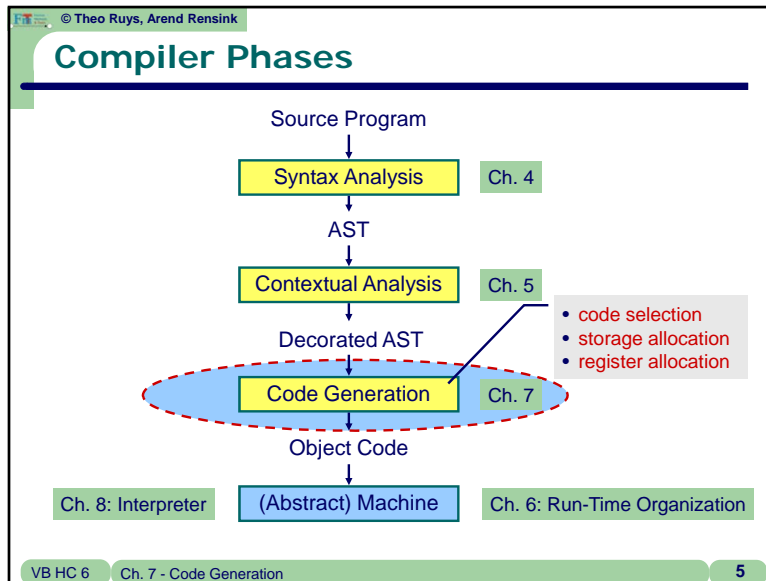 © Theo Ruys, Arend Rensink
Compiler Phases
Source Program
Syntax Analysis
Ch. 4
AST
Contextual Analysis
Ch. 5
• code selection
• storage allocation
• register allocation
Decorated AST
Code Generation
Ch. 7
Object Code
Ch. 8: Interpreter
(Abstract) Machine
Ch. 6: Run-Time Organization
VB HC 6
Ch. 7 - Code Generation
5